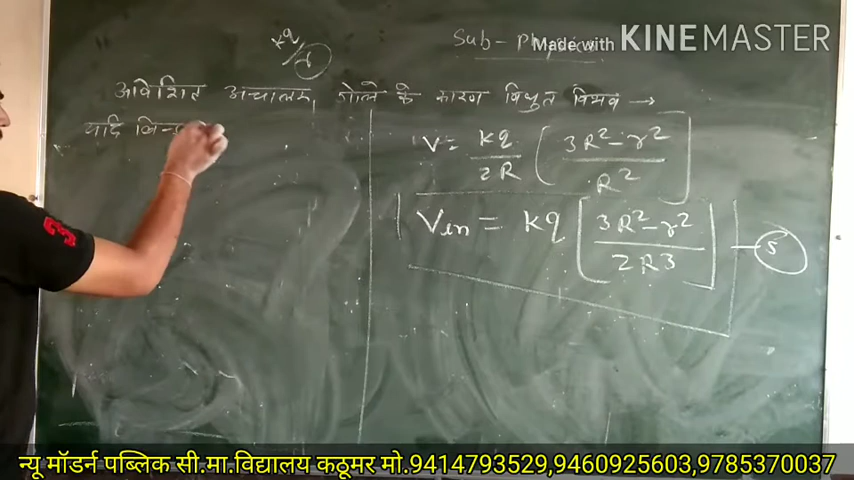 Sub - Physics
Made with KINEMASTER
kq/r
आवेशित अचालक गोले के कारण विधुत विभव →
यदि बिन्दु
V = kq/2R ( 3R² - r² / R² )
Vin = kq [ 3R² - r² / 2R3 ] — 5
न्यू मॉडर्न पब्लिक सी.मा.विद्यालय कठूमर मो.9414793529,9460925603,9785370037